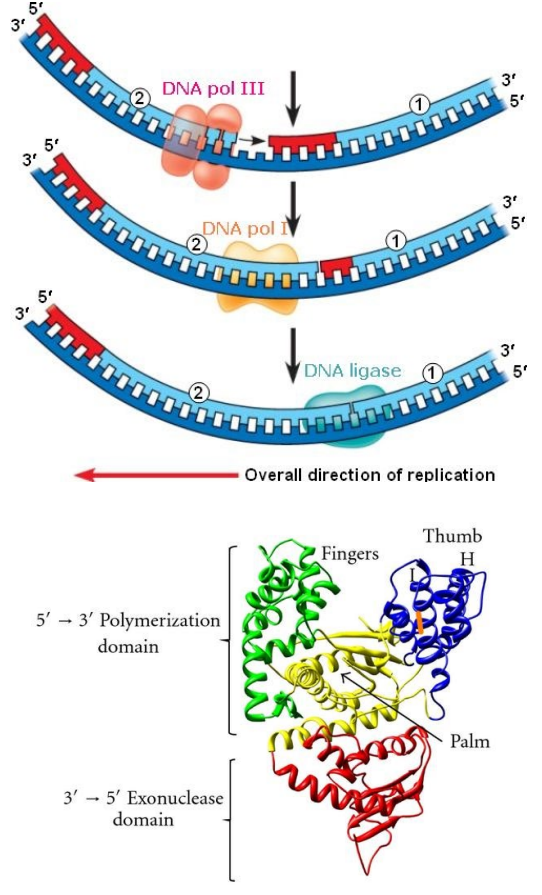 5′
3′
DNA pol III
2
1
3′
5′
5′
3′
DNA pol I
2
1
3′
5′
5′
3′
DNA ligase
2
1
3′
5′
Overall direction of replication
Fingers
Thumb
H
I
5′ → 3′ Polymerization
domain
C
Palm
3′ → 5′ Exonuclease
domain